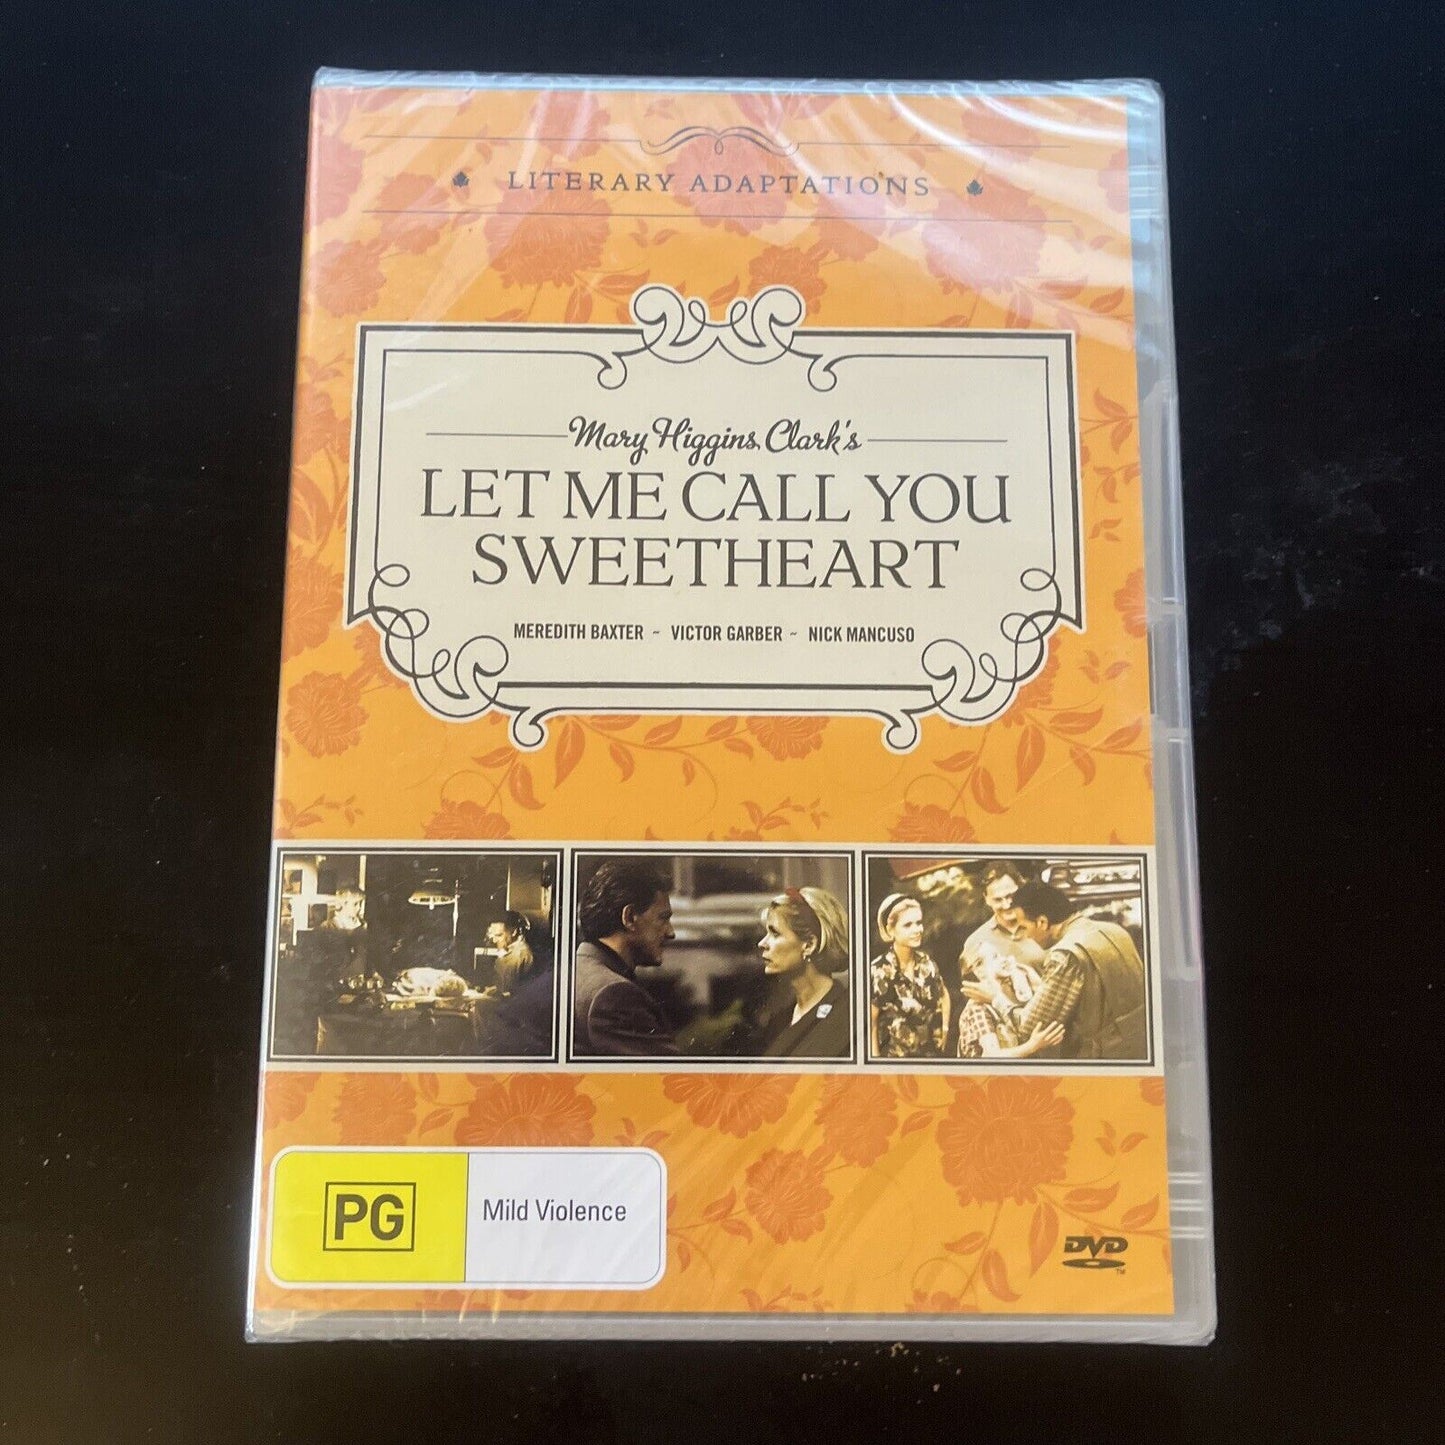 LITERARY ADAPTATIONS
Mary Higgins Clark's
LET ME CALL YOU
SWEETHEART
MEREDITH BAXTER ~ VICTOR GARBER ~ NICK MANCUSO
PG
Mild Violence
DVD
TM